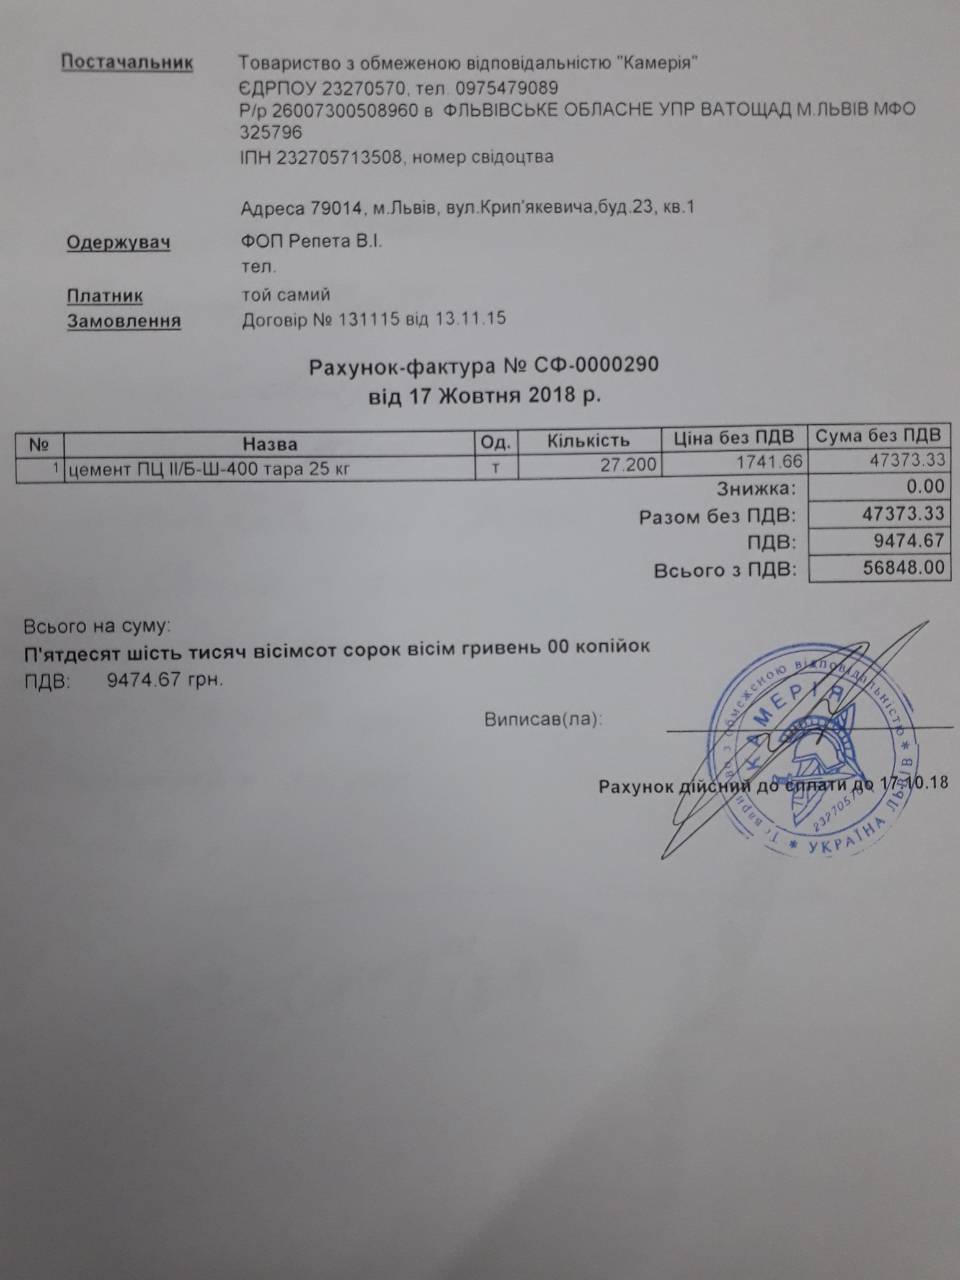 Постачальник Товариство з обмеженою відповідальністю "Камерія"
ЄДРПОУ 23270570, тел. 0975479089
Р/р 26007300508960 в ФЛЬВІВСЬКЕ ОБЛАСНЕ УПР ВАТОЩАД М.ЛЬВІВ МФО
325796
ІПН 232705713508, номер свідоцтва
Адреса 79014, м.Львів, вул.Крип'якевича,буд.23, кв.1
Одержувач ФОП Репета В.І.
тел.
Платник той самий
Замовлення Договір № 131115 від 13.11.15
Рахунок-фактура № СФ-0000290
від 17 Жовтня 2018 р.
№ Назва Од. Кількість Ціна без ПДВ Сума без ПДВ
1 цемент ПЦ ІІ/Б-Ш-400 тара 25 кг т 27.200 1741.66 47373.33
Знижка: 0.00
Разом без ПДВ: 47373.33
ПДВ: 9474.67
Всього з ПДВ: 56848.00
Всього на суму:
П'ятдесят шість тисяч вісімсот сорок вісім гривень 00 копійок
ПДВ: 9474.67 грн.
Виписав(ла):
Рахунок дійсний до сплати до 17.10.18
Товариство з обмеженою відповідальністю
КАМЕРІЯ
* УКРАЇНА ЛЬВІВ *